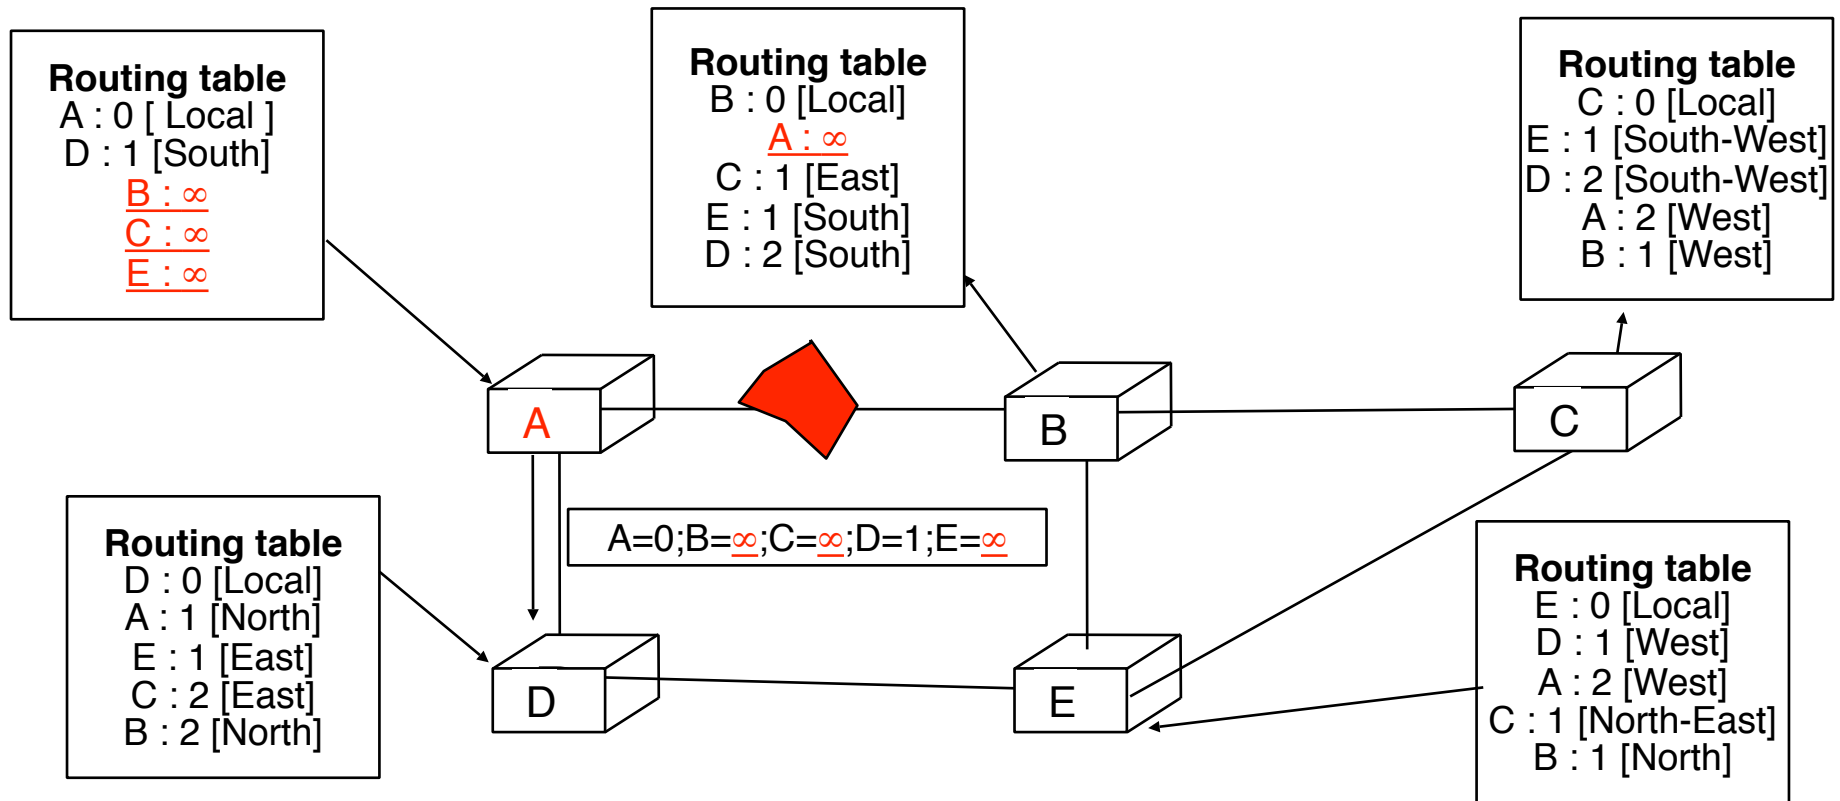 Routing table
A : 0 [ Local ]
D : 1 [South]
B : ∞
C : ∞
E : ∞
Routing table
B : 0 [Local]
A : ∞
C : 1 [East]
E : 1 [South]
D : 2 [South]
Routing table
C : 0 [Local]
E : 1 [South-West]
D : 2 [South-West]
A : 2 [West]
B : 1 [West]
A
B
C
A=0;B=∞;C=∞;D=1;E=∞
Routing table
D : 0 [Local]
A : 1 [North]
E : 1 [East]
C : 2 [East]
B : 2 [North]
D
E
Routing table
E : 0 [Local]
D : 1 [West]
A : 2 [West]
C : 1 [North-East]
B : 1 [North]